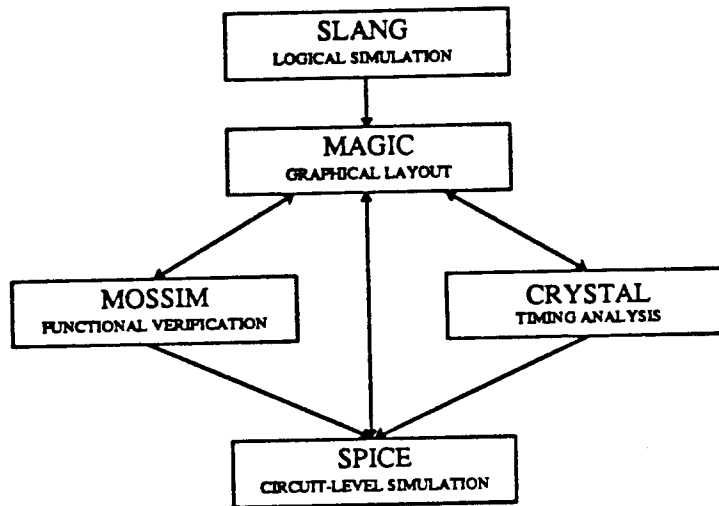 SLANG
LOGICAL SIMULATION
MAGIC
GRAPHICAL LAYOUT
MOSSIM
FUNCTIONAL VERIFICATION
CRYSTAL
TIMING ANALYSIS
SPICE
CIRCUIT-LEVEL SIMULATION